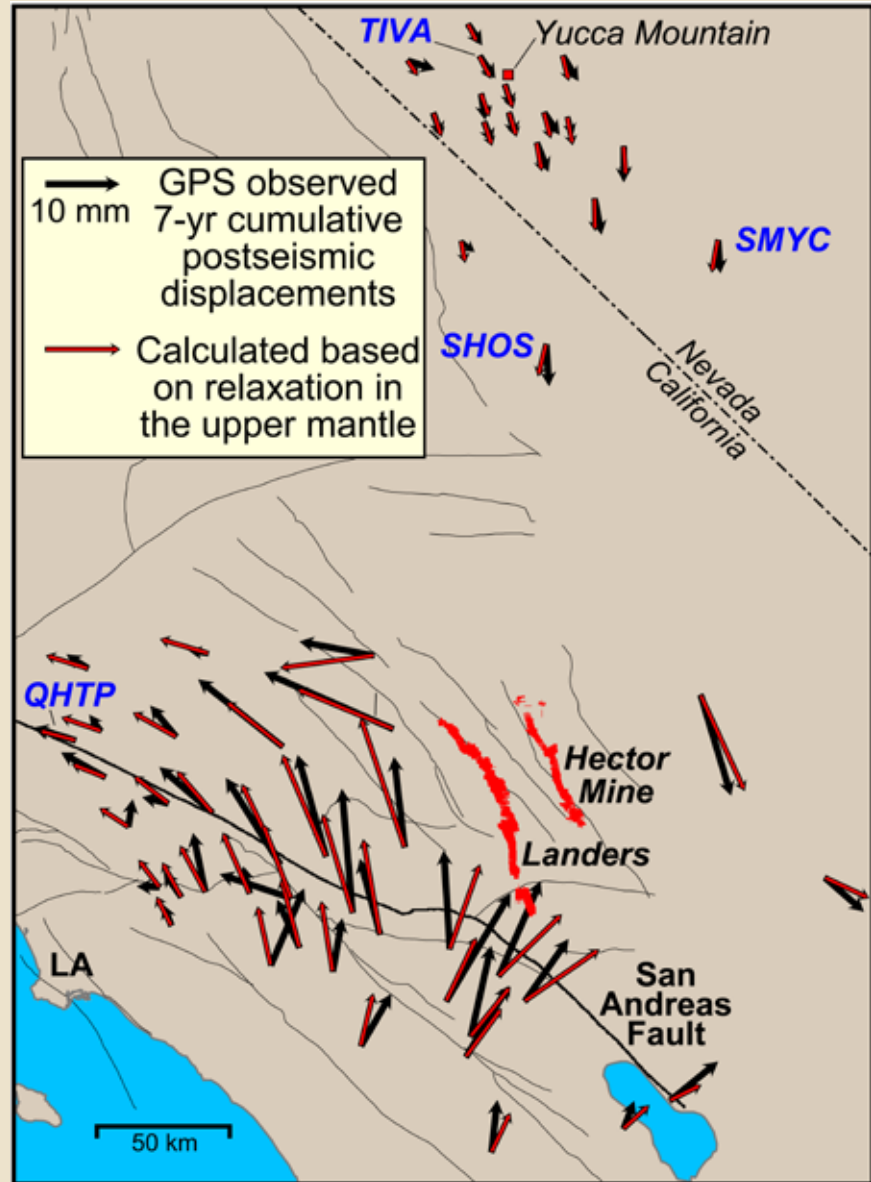 TIVA
Yucca Mountain
GPS observed
10 mm
7-yr cumulative
postseismic
displacements
Calculated based
on relaxation in
the upper mantle
SMYC
SHOS
Nevada
California
QHTP
Hector
Mine
Landers
LA
San
Andreas
Fault
50 km